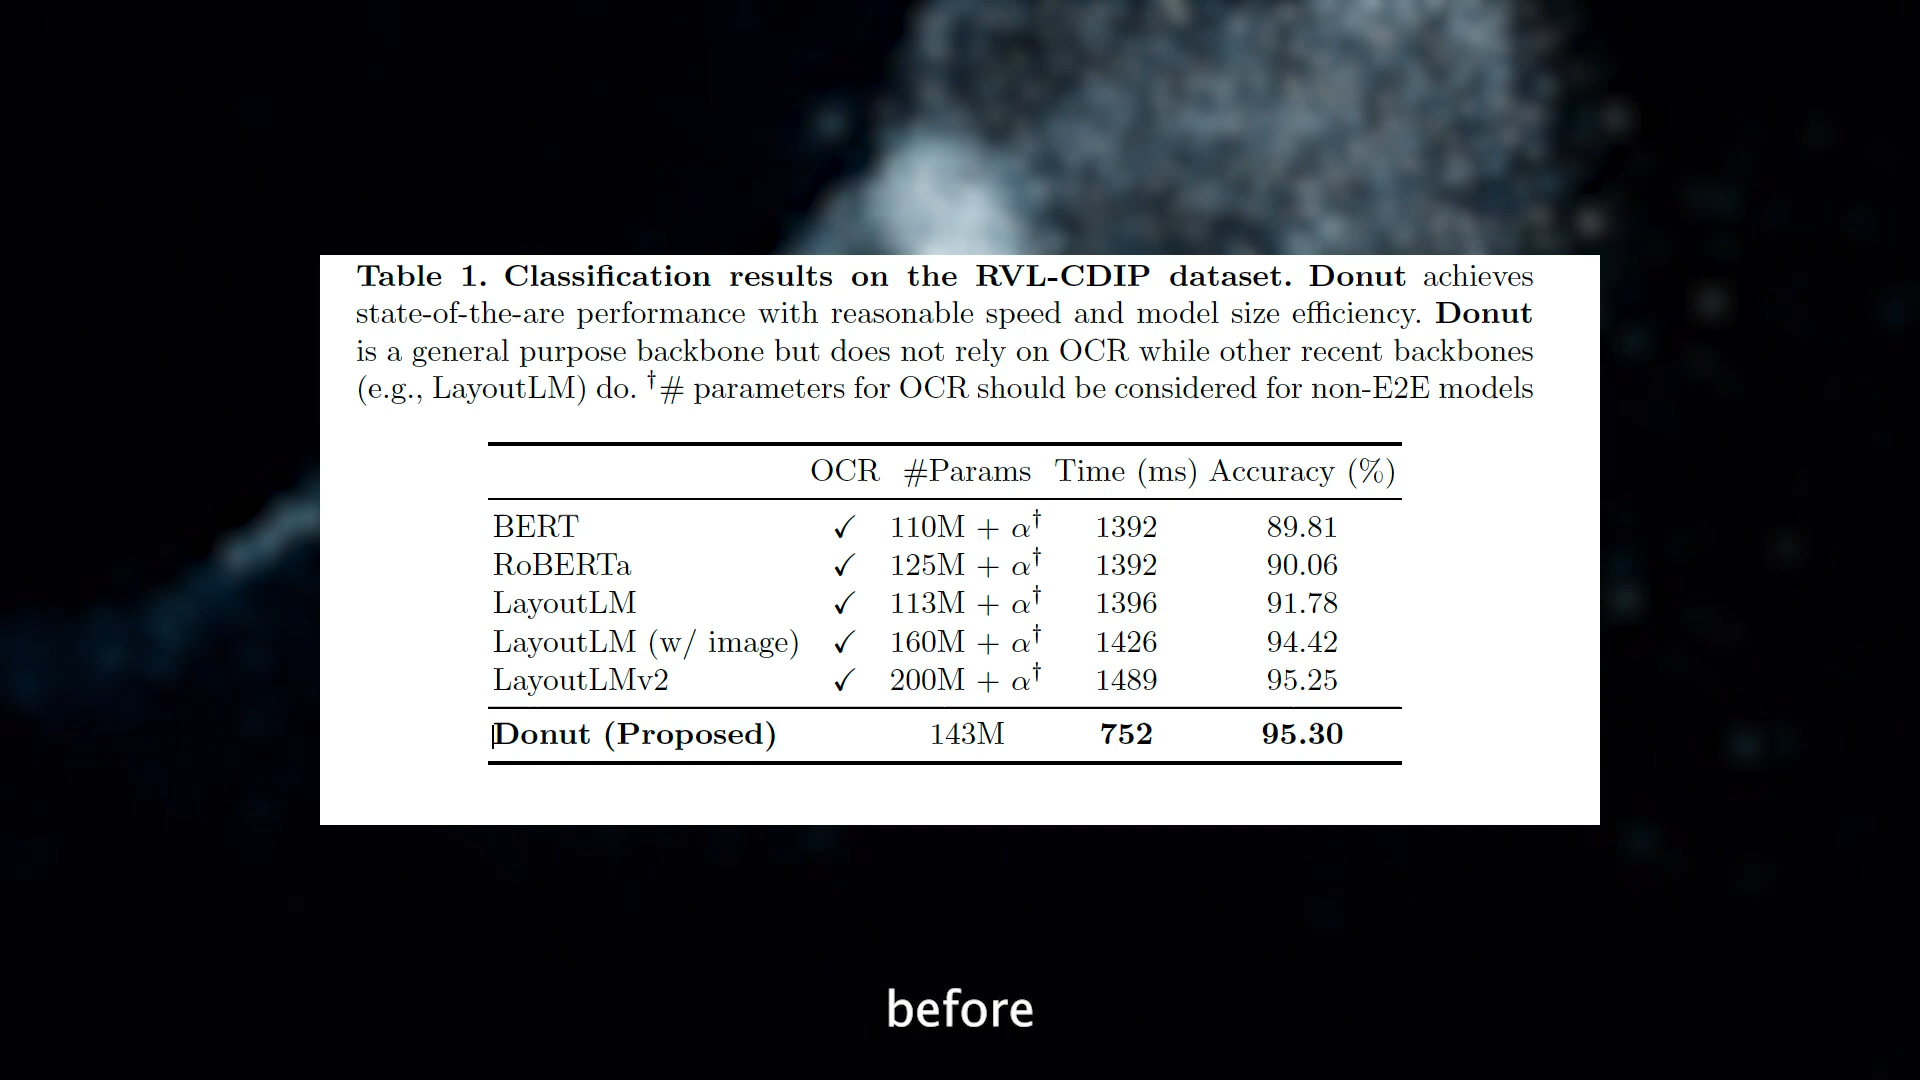 Table 1. Classification results on the RVL-CDIP dataset. Donut achieves
state-of-the-are performance with reasonable speed and model size efficiency. Donut
is a general purpose backbone but does not rely on OCR while other recent backbones
(e.g., LayoutLM) do. †# parameters for OCR should be considered for non-E2E models
OCR #Params Time (ms) Accuracy (%)
BERT ✓ 110M + α† 1392 89.81
RoBERTa ✓ 125M + α† 1392 90.06
LayoutLM ✓ 113M + α† 1396 91.78
LayoutLM (w/ image) ✓ 160M + α† 1426 94.42
LayoutLMv2 ✓ 200M + α† 1489 95.25
Donut (Proposed) 143M 752 95.30
before